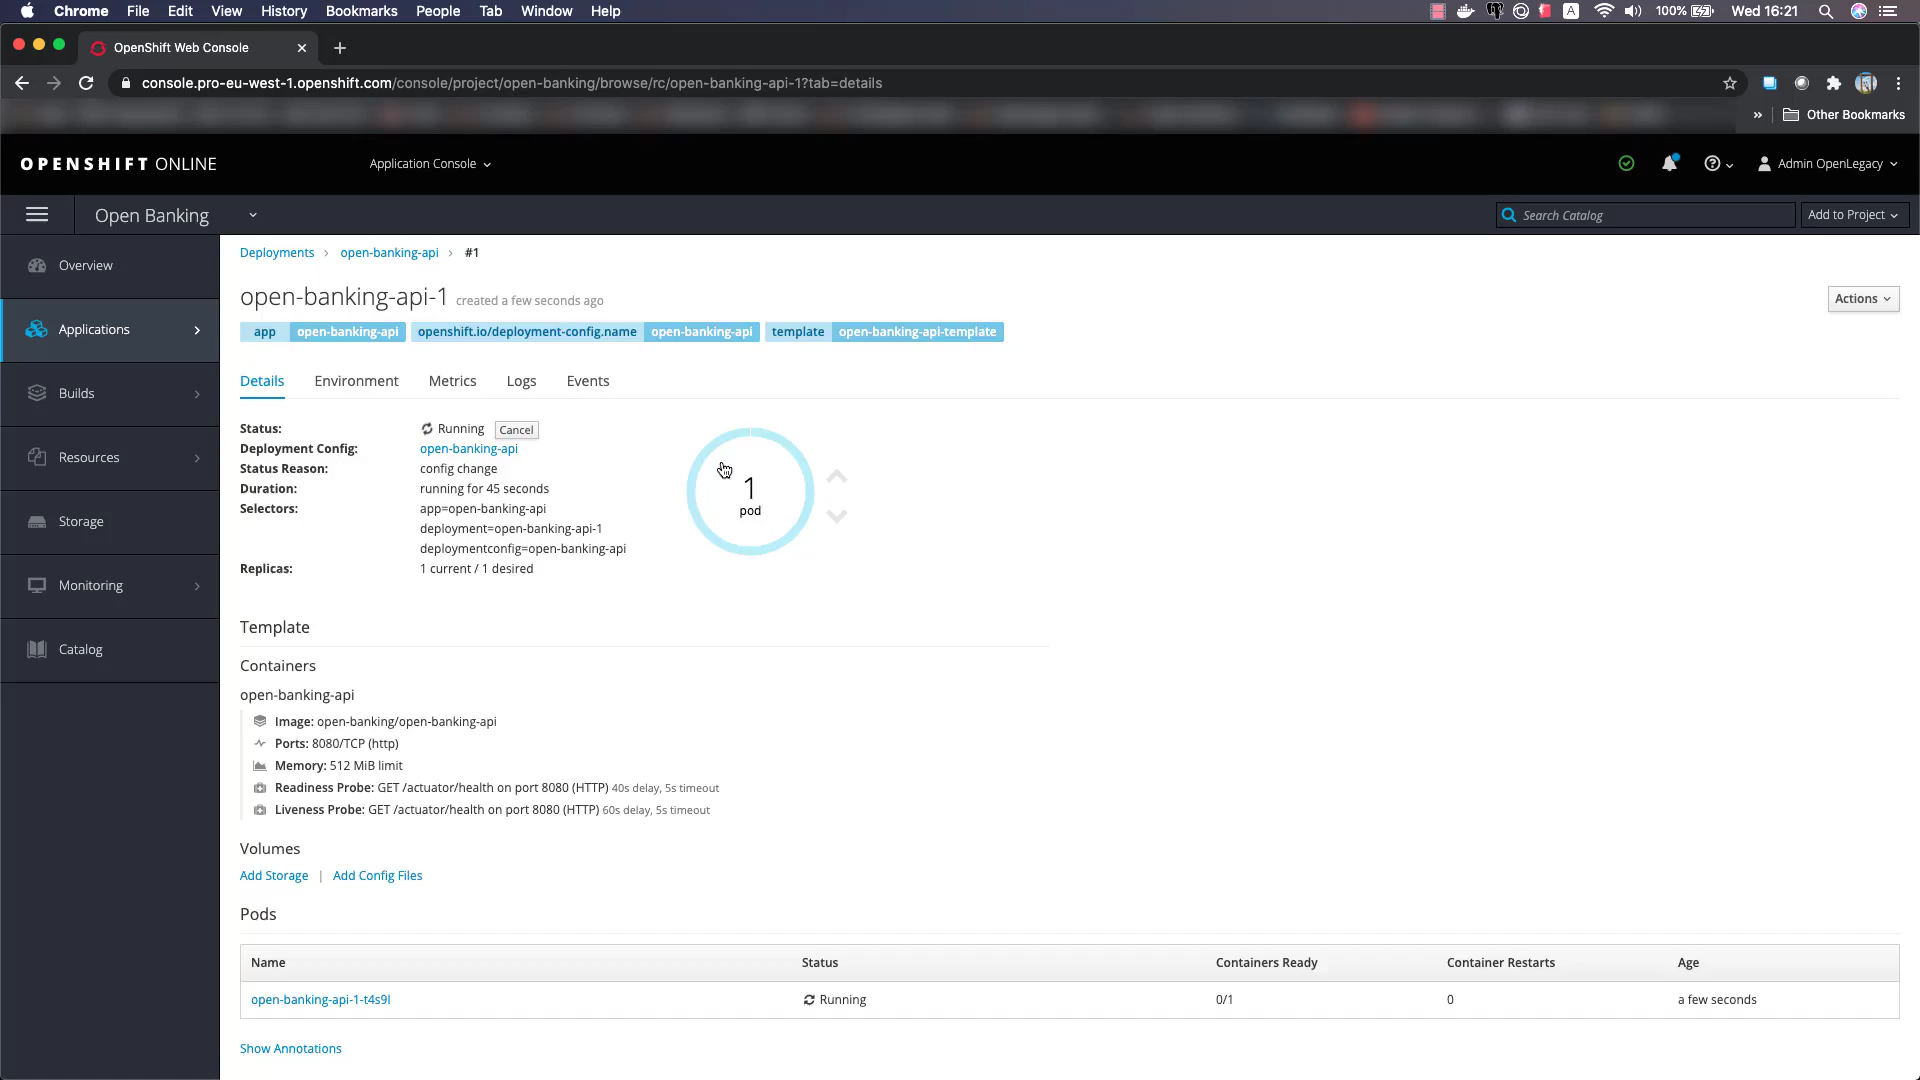 Chrome File Edit View History Bookmarks People Tab Window Help
A 100% Wed 16:21
OpenShift Web Console
console.pro-eu-west-1.openshift.com/console/project/open-banking/browse/rc/open-banking-api-1?tab=details
» Other Bookmarks
OPENSHIFT ONLINE Application Console Admin OpenLegacy
Open Banking Search Catalog Add to Project
Overview
Applications
Builds
Resources
Storage
Monitoring
Catalog
Deployments › open-banking-api › #1
open-banking-api-1 created a few seconds ago
Actions
app open-banking-api openshift.io/deployment-config.name open-banking-api template open-banking-api-template
Details Environment Metrics Logs Events
Status: Running Cancel
Deployment Config: open-banking-api
Status Reason: config change
Duration: running for 45 seconds
Selectors: app=open-banking-api
deployment=open-banking-api-1
deploymentconfig=open-banking-api
Replicas: 1 current / 1 desired
1
pod
Template
Containers
open-banking-api
Image: open-banking/open-banking-api
Ports: 8080/TCP (http)
Memory: 512 MiB limit
Readiness Probe: GET /actuator/health on port 8080 (HTTP) 40s delay, 5s timeout
Liveness Probe: GET /actuator/health on port 8080 (HTTP) 60s delay, 5s timeout
Volumes
Add Storage | Add Config Files
Pods
Name Status Containers Ready Container Restarts Age
open-banking-api-1-t4s9l Running 0/1 0 a few seconds
Show Annotations